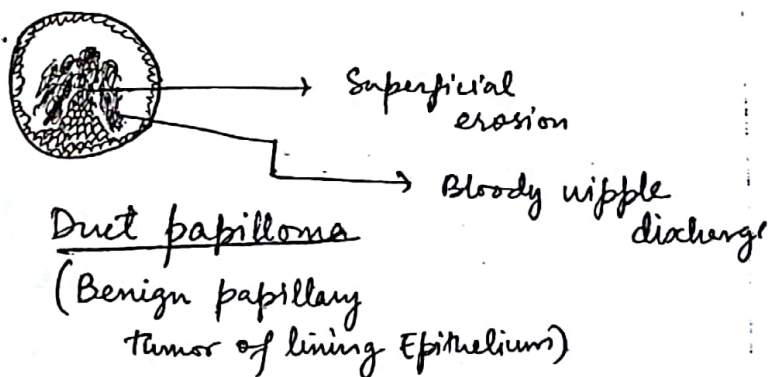 Superficial
erosion
Bloody nipple
discharge
Duct papilloma
(Benign papillary
tumor of lining Epithelium)